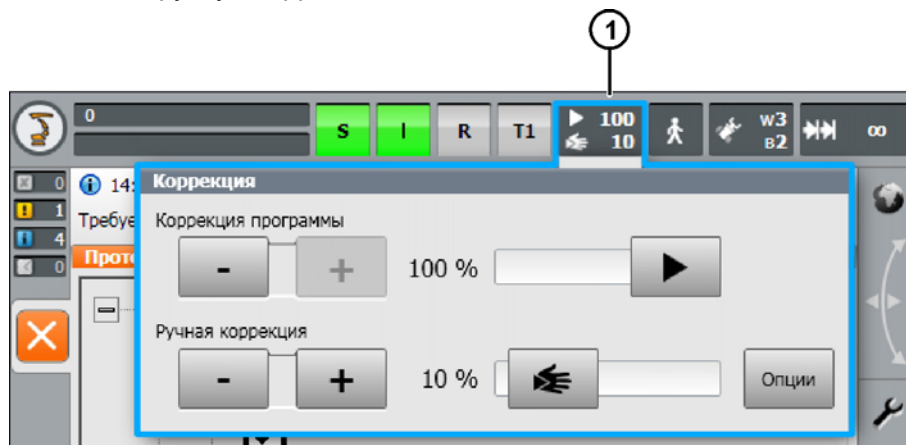 1
0
S I R T1 100 10 W3 B2 ∞
0
1
4
0
14:
Требуе
Прото
Коррекция
Коррекция программы
- + 100 %
Ручная коррекция
- + 10 % Опции